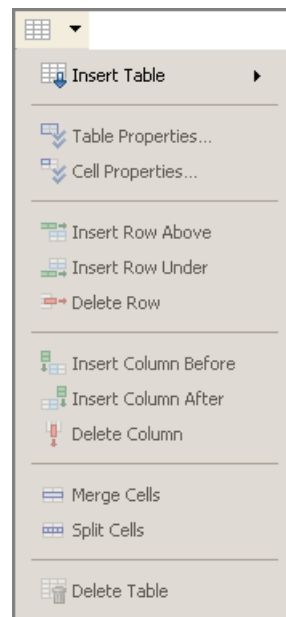 Insert Table
Table Properties...
Cell Properties...
Insert Row Above
Insert Row Under
Delete Row
Insert Column Before
Insert Column After
Delete Column
Merge Cells
Split Cells
Delete Table